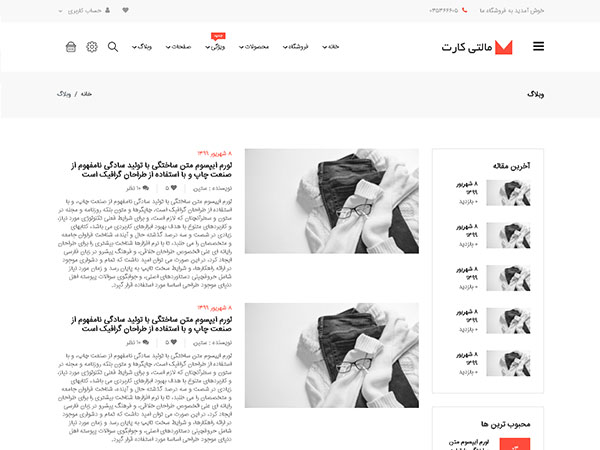 خوش آمدید به فروشگاه ما
حساب کاربری
مالتی کارت
خانه
فروشگاه
محصولات
ویژگی
صفحات
وبلاگ
وبلاگ
خانه / وبلاگ
آخرین مقاله
۸ شهریور
۱۳۹۹
۰ بازدید
۸ شهریور
۱۳۹۹
۰ بازدید
۸ شهریور
۱۳۹۹
۰ بازدید
۸ شهریور
۱۳۹۹
۰ بازدید
۸ شهریور
۱۳۹۹
۰ بازدید
محبوب ترین ها
لورم ایپسوم متن
۸ شهریور ۱۳۹۹
لورم ایپسوم متن ساختگی با تولید سادگی نامفهوم از
صنعت چاپ و با استفاده از طراحان گرافیک است
نویسنده : ستین
۵
۱۰ نظر
لورم ایپسوم متن ساختگی با تولید سادگی نامفهوم از صنعت چاپ، و با
استفاده از طراحان گرافیک است، چاپگرها و متون بلکه روزنامه و مجله در
ستون و سطرآنچنان که لازم است، و برای شرایط فعلی تکنولوژی مورد نیاز،
و کاربردهای متنوع با هدف بهبود ابزارهای کاربردی می باشد، کتابهای
زیادی در شصت و سه درصد گذشته حال و آینده، شناخت فراوان جامعه
و متخصصان را می طلبد، تا با نرم افزارها شناخت بیشتری را برای طراحان
رایانه ای علی الخصوص طراحان خلاقی، و فرهنگ پیشرو در زبان فارسی
ایجاد کرد، در این صورت می توان امید داشت که تمام و دشواری موجود
در ارائه راهکارها، و شرایط سخت تایپ به پایان رسد و زمان مورد نیاز
شامل حروفچینی دستاوردهای اصلی، و جوابگوی سوالات پیوسته اهل
دنیای موجود طراحی اساسا مورد استفاده قرار گیرد.
۸ شهریور ۱۳۹۹
لورم ایپسوم متن ساختگی با تولید سادگی نامفهوم از
صنعت چاپ و با استفاده از طراحان گرافیک است
نویسنده : ستین
۵
۱۰ نظر
لورم ایپسوم متن ساختگی با تولید سادگی نامفهوم از صنعت چاپ، و با
استفاده از طراحان گرافیک است، چاپگرها و متون بلکه روزنامه و مجله در
ستون و سطرآنچنان که لازم است، و برای شرایط فعلی تکنولوژی مورد نیاز،
و کاربردهای متنوع با هدف بهبود ابزارهای کاربردی می باشد، کتابهای
زیادی در شصت و سه درصد گذشته حال و آینده، شناخت فراوان جامعه
و متخصصان را می طلبد، تا با نرم افزارها شناخت بیشتری را برای طراحان
رایانه ای علی الخصوص طراحان خلاقی، و فرهنگ پیشرو در زبان فارسی
ایجاد کرد، در این صورت می توان امید داشت که تمام و دشواری موجود
در ارائه راهکارها، و شرایط سخت تایپ به پایان رسد و زمان مورد نیاز
شامل حروفچینی دستاوردهای اصلی، و جوابگوی سوالات پیوسته اهل
دنیای موجود طراحی اساسا مورد استفاده قرار گیرد.